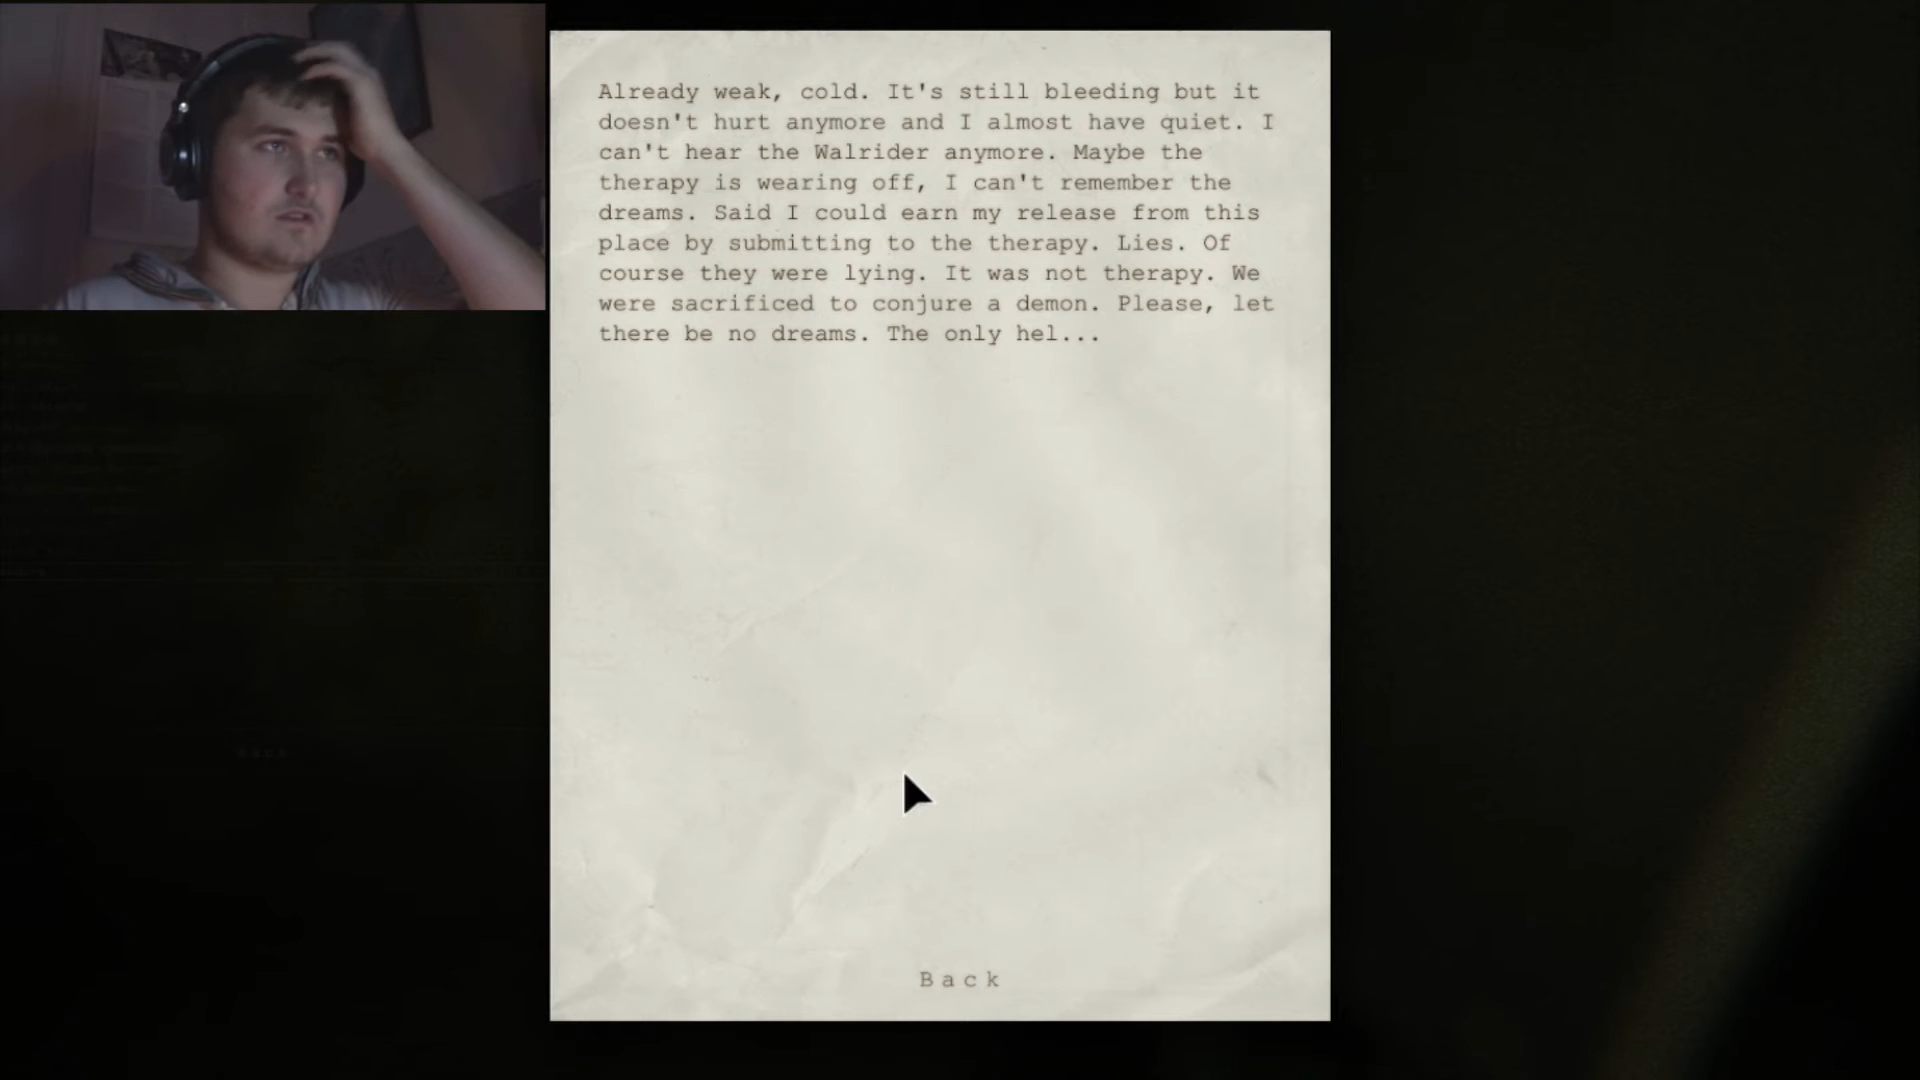 Already weak, cold. It's still bleeding but it
doesn't hurt anymore and I almost have quiet. I
can't hear the Walrider anymore. Maybe the
therapy is wearing off, I can't remember the
dreams. Said I could earn my release from this
place by submitting to the therapy. Lies. Of
course they were lying. It was not therapy. We
were sacrificed to conjure a demon. Please, let
there be no dreams. The only hel...
Back